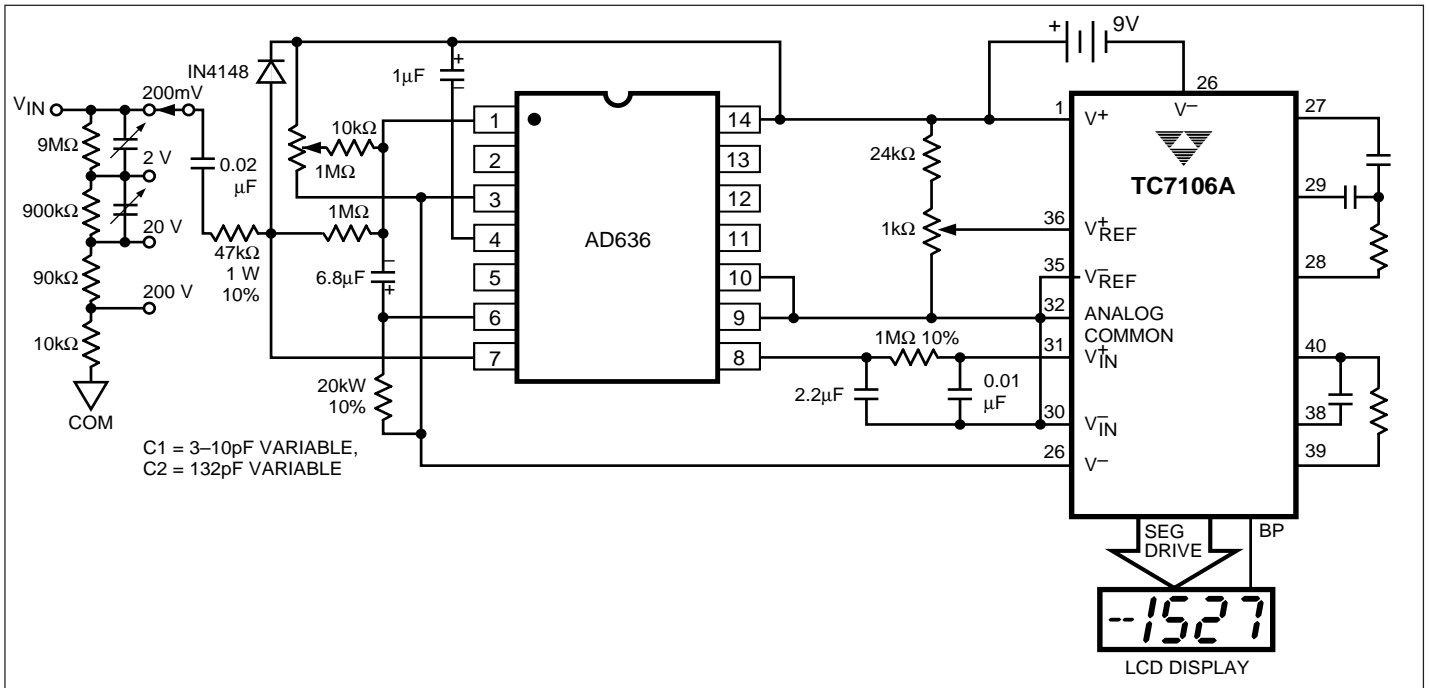 9V
+
26
V–
IN4148
1μF
+
–
VIN
200mV
9MΩ
2 V
900kΩ
20 V
90kΩ
200 V
10kΩ
COM
C1 = 3–10pF VARIABLE,
C2 = 132pF VARIABLE
0.02
μF
47kΩ
1 W
10%
10kΩ
1MΩ
1MΩ
6.8μF
–
+
20kW
10%
1
2
3
4
5
6
7
AD636
14
13
12
11
10
9
8
24kΩ
1kΩ
1MΩ 10%
2.2μF
0.01
μF
1
V+
36
V+REF
35
V–REF
32
ANALOG
COMMON
31
V+IN
30
V–IN
26
V–
TC7106A
27
29
28
40
38
39
SEG
DRIVE
BP
--1527
LCD DISPLAY